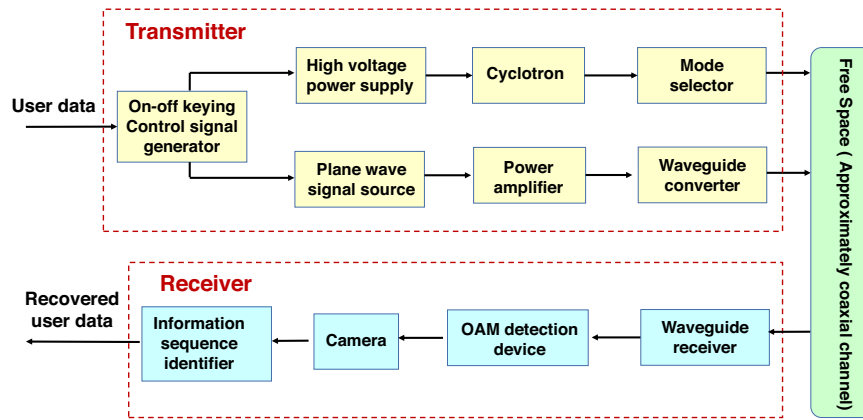 Transmitter
User data
On-off keying
Control signal
generator
High voltage
power supply
Cyclotron
Mode
selector
Plane wave
signal source
Power
amplifier
Waveguide
converter
Free Space ( Approximately coaxial channel)
Receiver
Recovered
user data
Information
sequence
identifier
Camera
OAM detection
device
Waveguide
receiver